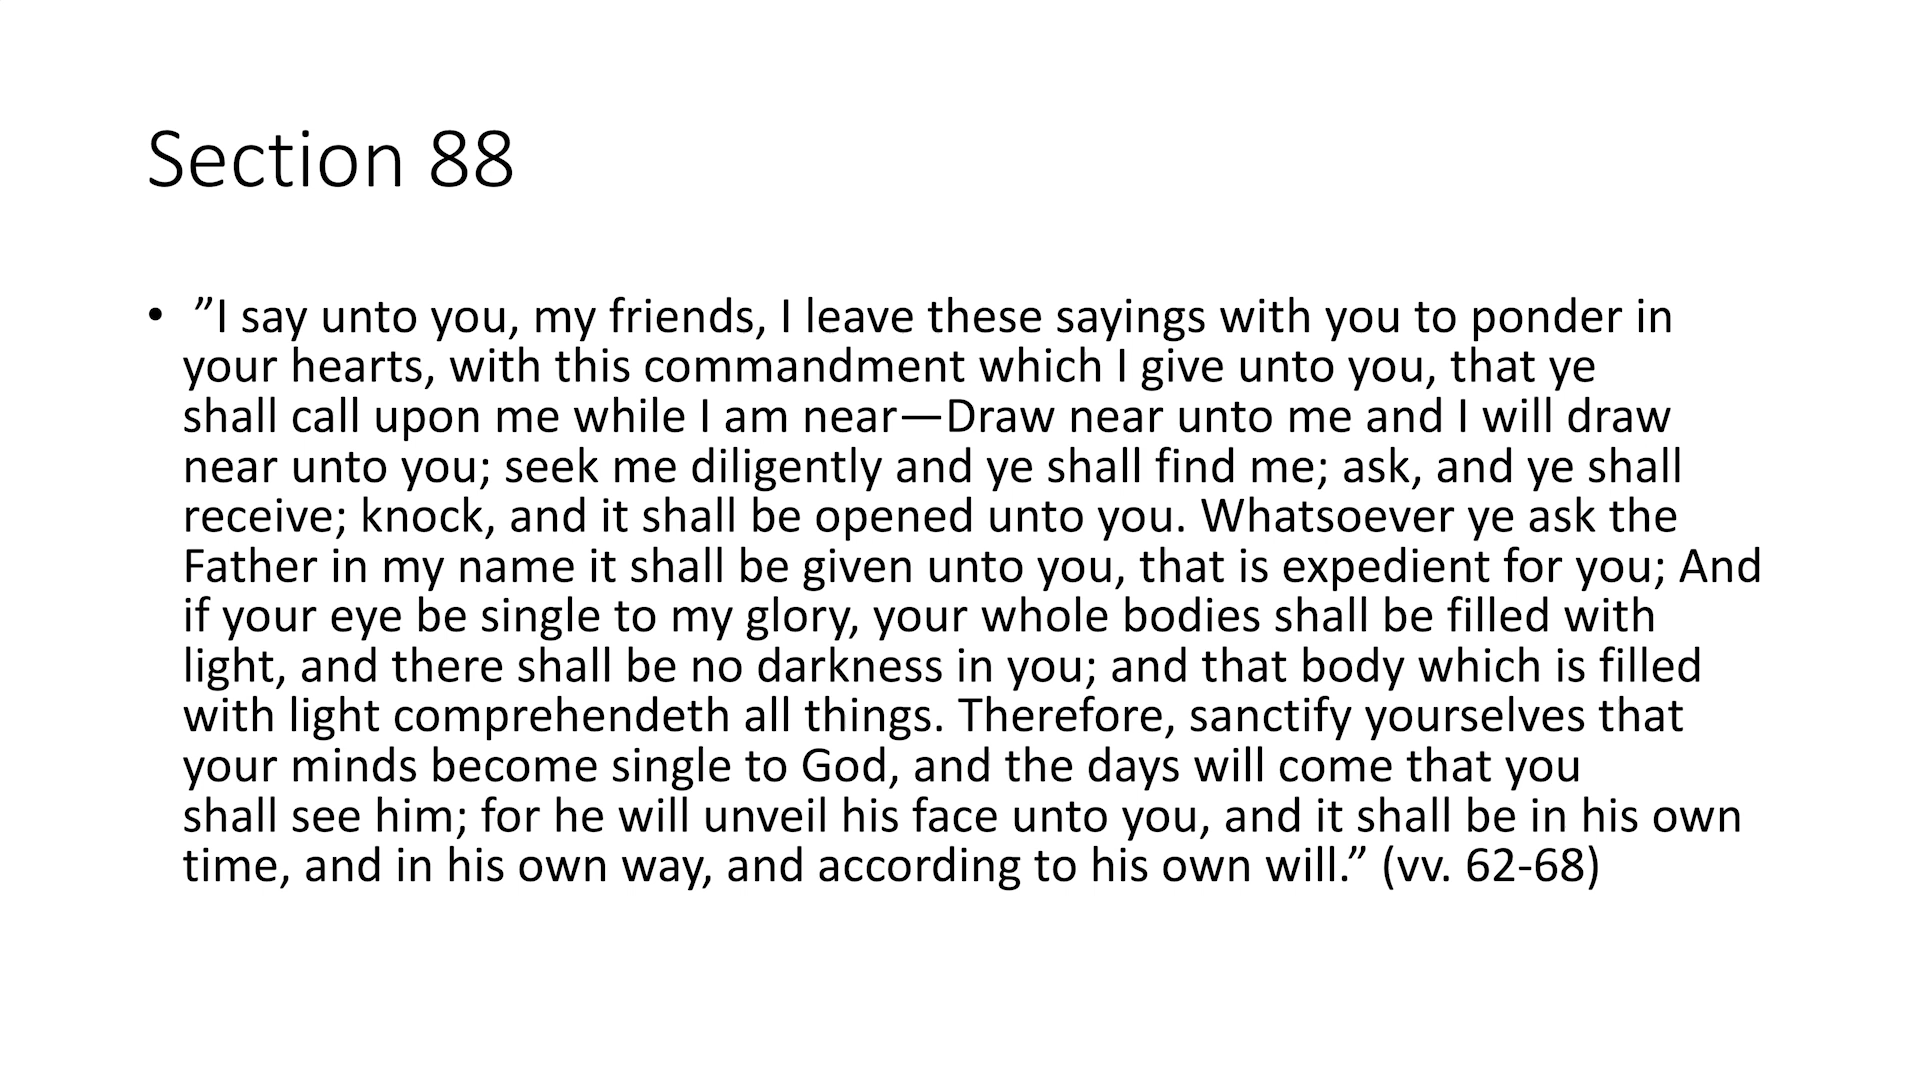 Section 88
• ”I say unto you, my friends, I leave these sayings with you to ponder in
your hearts, with this commandment which I give unto you, that ye
shall call upon me while I am near—Draw near unto me and I will draw
near unto you; seek me diligently and ye shall find me; ask, and ye shall
receive; knock, and it shall be opened unto you. Whatsoever ye ask the
Father in my name it shall be given unto you, that is expedient for you; And
if your eye be single to my glory, your whole bodies shall be filled with
light, and there shall be no darkness in you; and that body which is filled
with light comprehendeth all things. Therefore, sanctify yourselves that
your minds become single to God, and the days will come that you
shall see him; for he will unveil his face unto you, and it shall be in his own
time, and in his own way, and according to his own will.” (vv. 62-68)